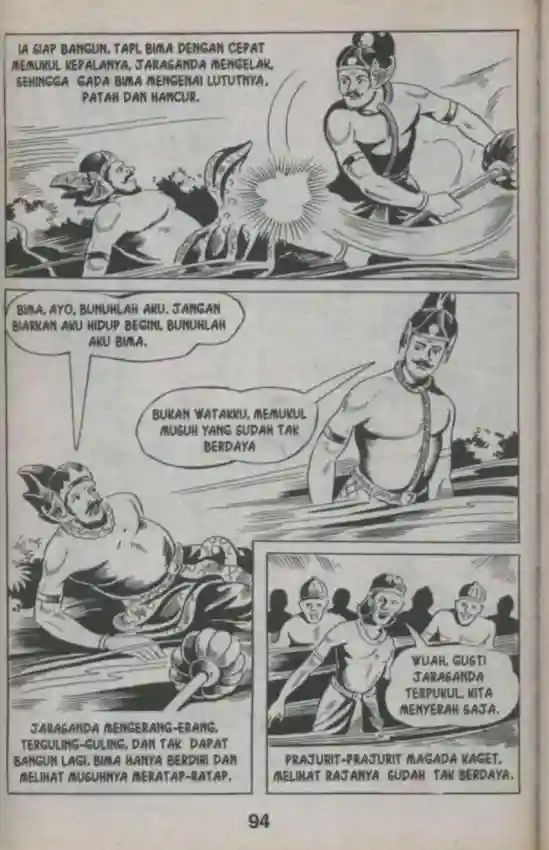 IA SIAP BANGUN, TAPI, BIMA DENGAN CEPAT
MEMUKUL KEPALANYA, JARASANDA MENGELAK,
SEHINGGA GADA BIMA MENGENAI LUTUTNYA,
PATAH DAN HANCUR.
BIMA, AYO, BUNUHLAH AKU. JANGAN
BIARKAN AKU HIDUP BEGINI, BUNUHLAH
AKU BIMA.
BUKAN WATAKKU, MEMUKUL
MUSUH YANG SUDAH TAK
BERDAYA
JARASANDA MENGERANG-ERANG,
TERGULING-GULING, DAN TAK DAPAT
BANGUN LAGI. BIMA HANYA BERDIRI DAN
MELIHAT MUSUHNYA MERATAP-RATAP.
WUAH, GUSTI
JARASANDA
TERPUKUL. KITA
MENYERAH SAJA.
PRAJURIT-PRAJURIT MAGADA KAGET,
MELIHAT RAJANYA SUDAH TAK BERDAYA.
94